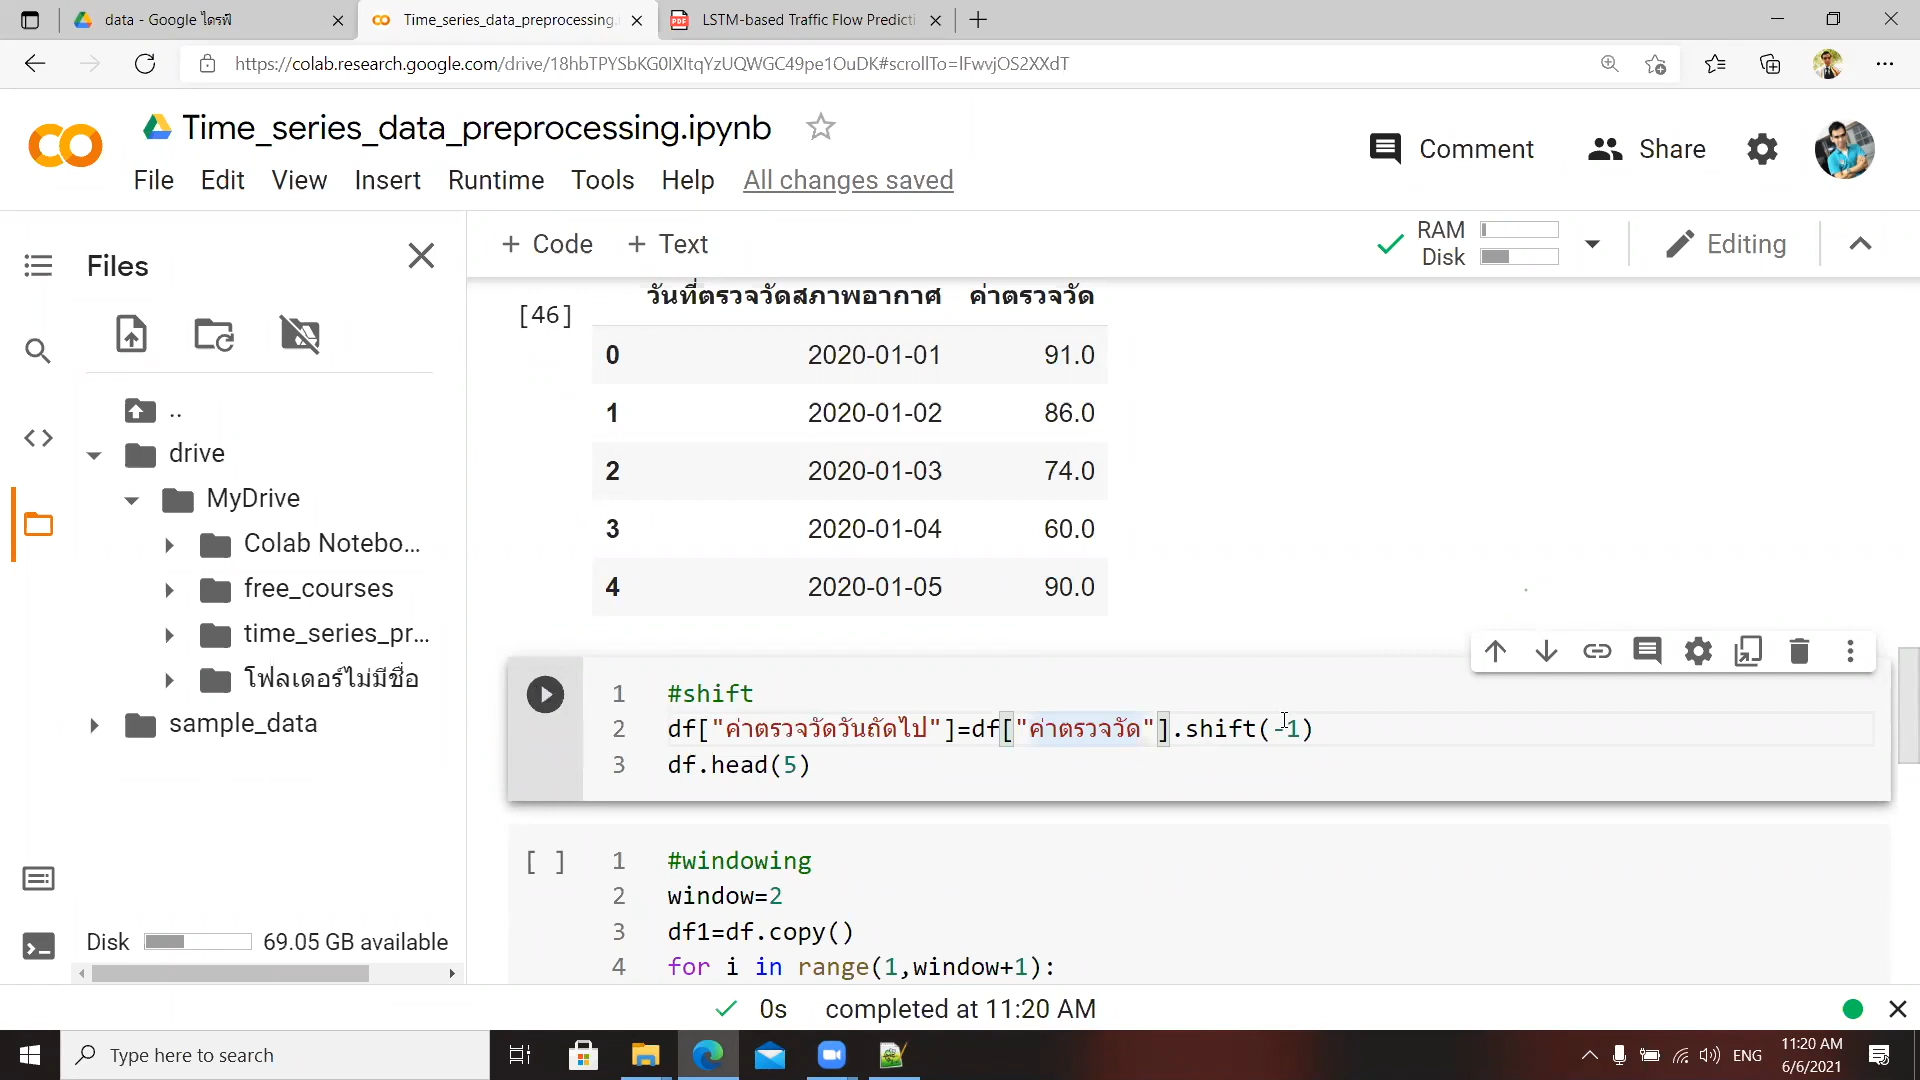 data - Google ไดรฟ์
Time_series_data_preprocessing.i
LSTM-based Traffic Flow Predicti
https://colab.research.google.com/drive/18hbTPYSbKG0IXItqYzUQWGC49pe1OuDK#scrollTo=lFwvjOS2XXdT
Time_series_data_preprocessing.ipynb
Comment
Share
File Edit View Insert Runtime Tools Help All changes saved
+ Code + Text
RAM
Disk
Editing
Files
..
drive
MyDrive
Colab Notebo...
free_courses
time_series_pr...
โฟลเดอร์ไม่มีชื่อ
sample_data
Disk 69.05 GB available
[46]
วันที่ตรวจวัดสภาพอากาศ ค่าตรวจวัด
0 2020-01-01 91.0
1 2020-01-02 86.0
2 2020-01-03 74.0
3 2020-01-04 60.0
4 2020-01-05 90.0
1 #shift
2 df["ค่าตรวจวัดวันถัดไป"]=df["ค่าตรวจวัด"].shift(-1)
3 df.head(5)
[ ]
1 #windowing
2 window=2
3 df1=df.copy()
4 for i in range(1,window+1):
0s completed at 11:20 AM
Type here to search
ENG
11:20 AM
6/6/2021